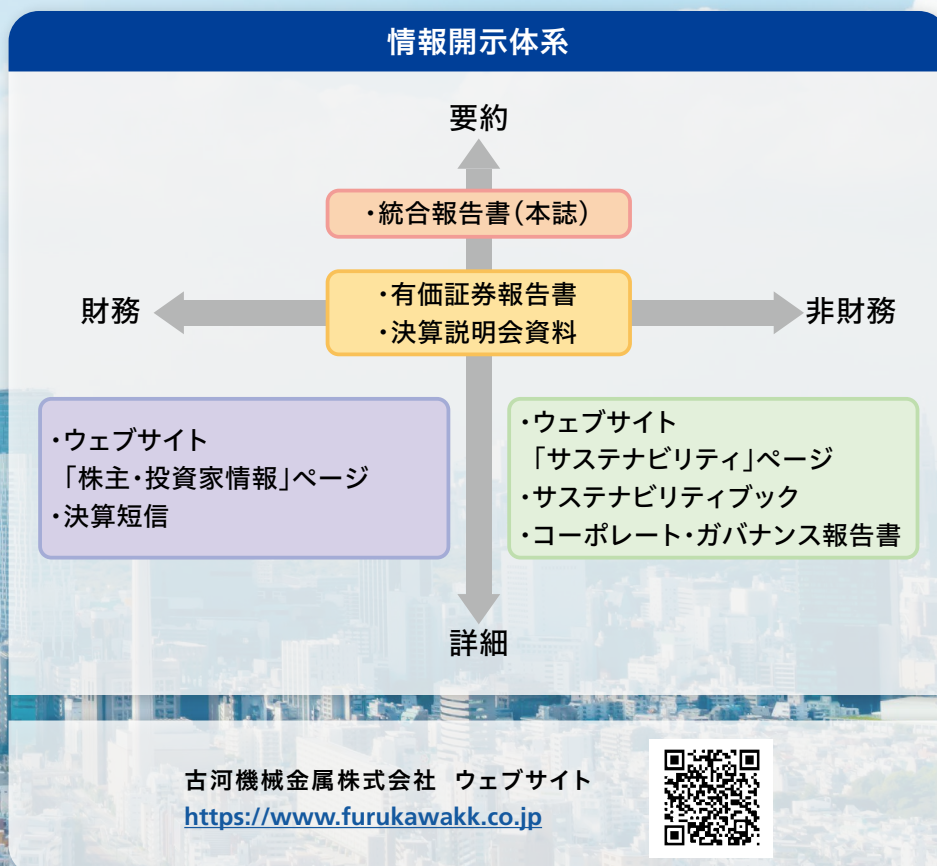 情報開示体系
要約
・統合報告書(本誌)
財務
・有価証券報告書
・決算説明会資料
非財務
・ウェブサイト
「株主・投資家情報」ページ
・決算短信
・ウェブサイト
「サステナビリティ」ページ
・サステナビリティブック
・コーポレート・ガバナンス報告書
詳細
古河機械金属株式会社 ウェブサイト
https://www.furukawakk.co.jp